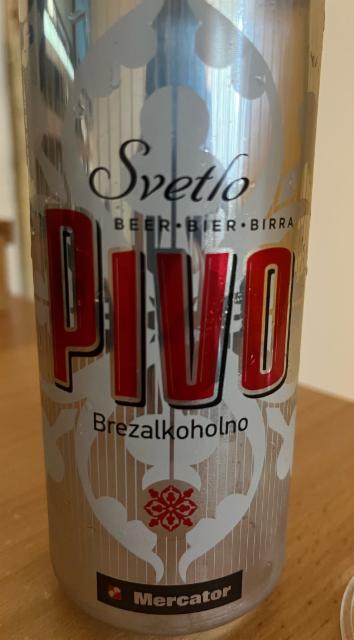 Svetlo
BEER•BIER•BIRRA
PIVO
Brezalkoholno
Mercator